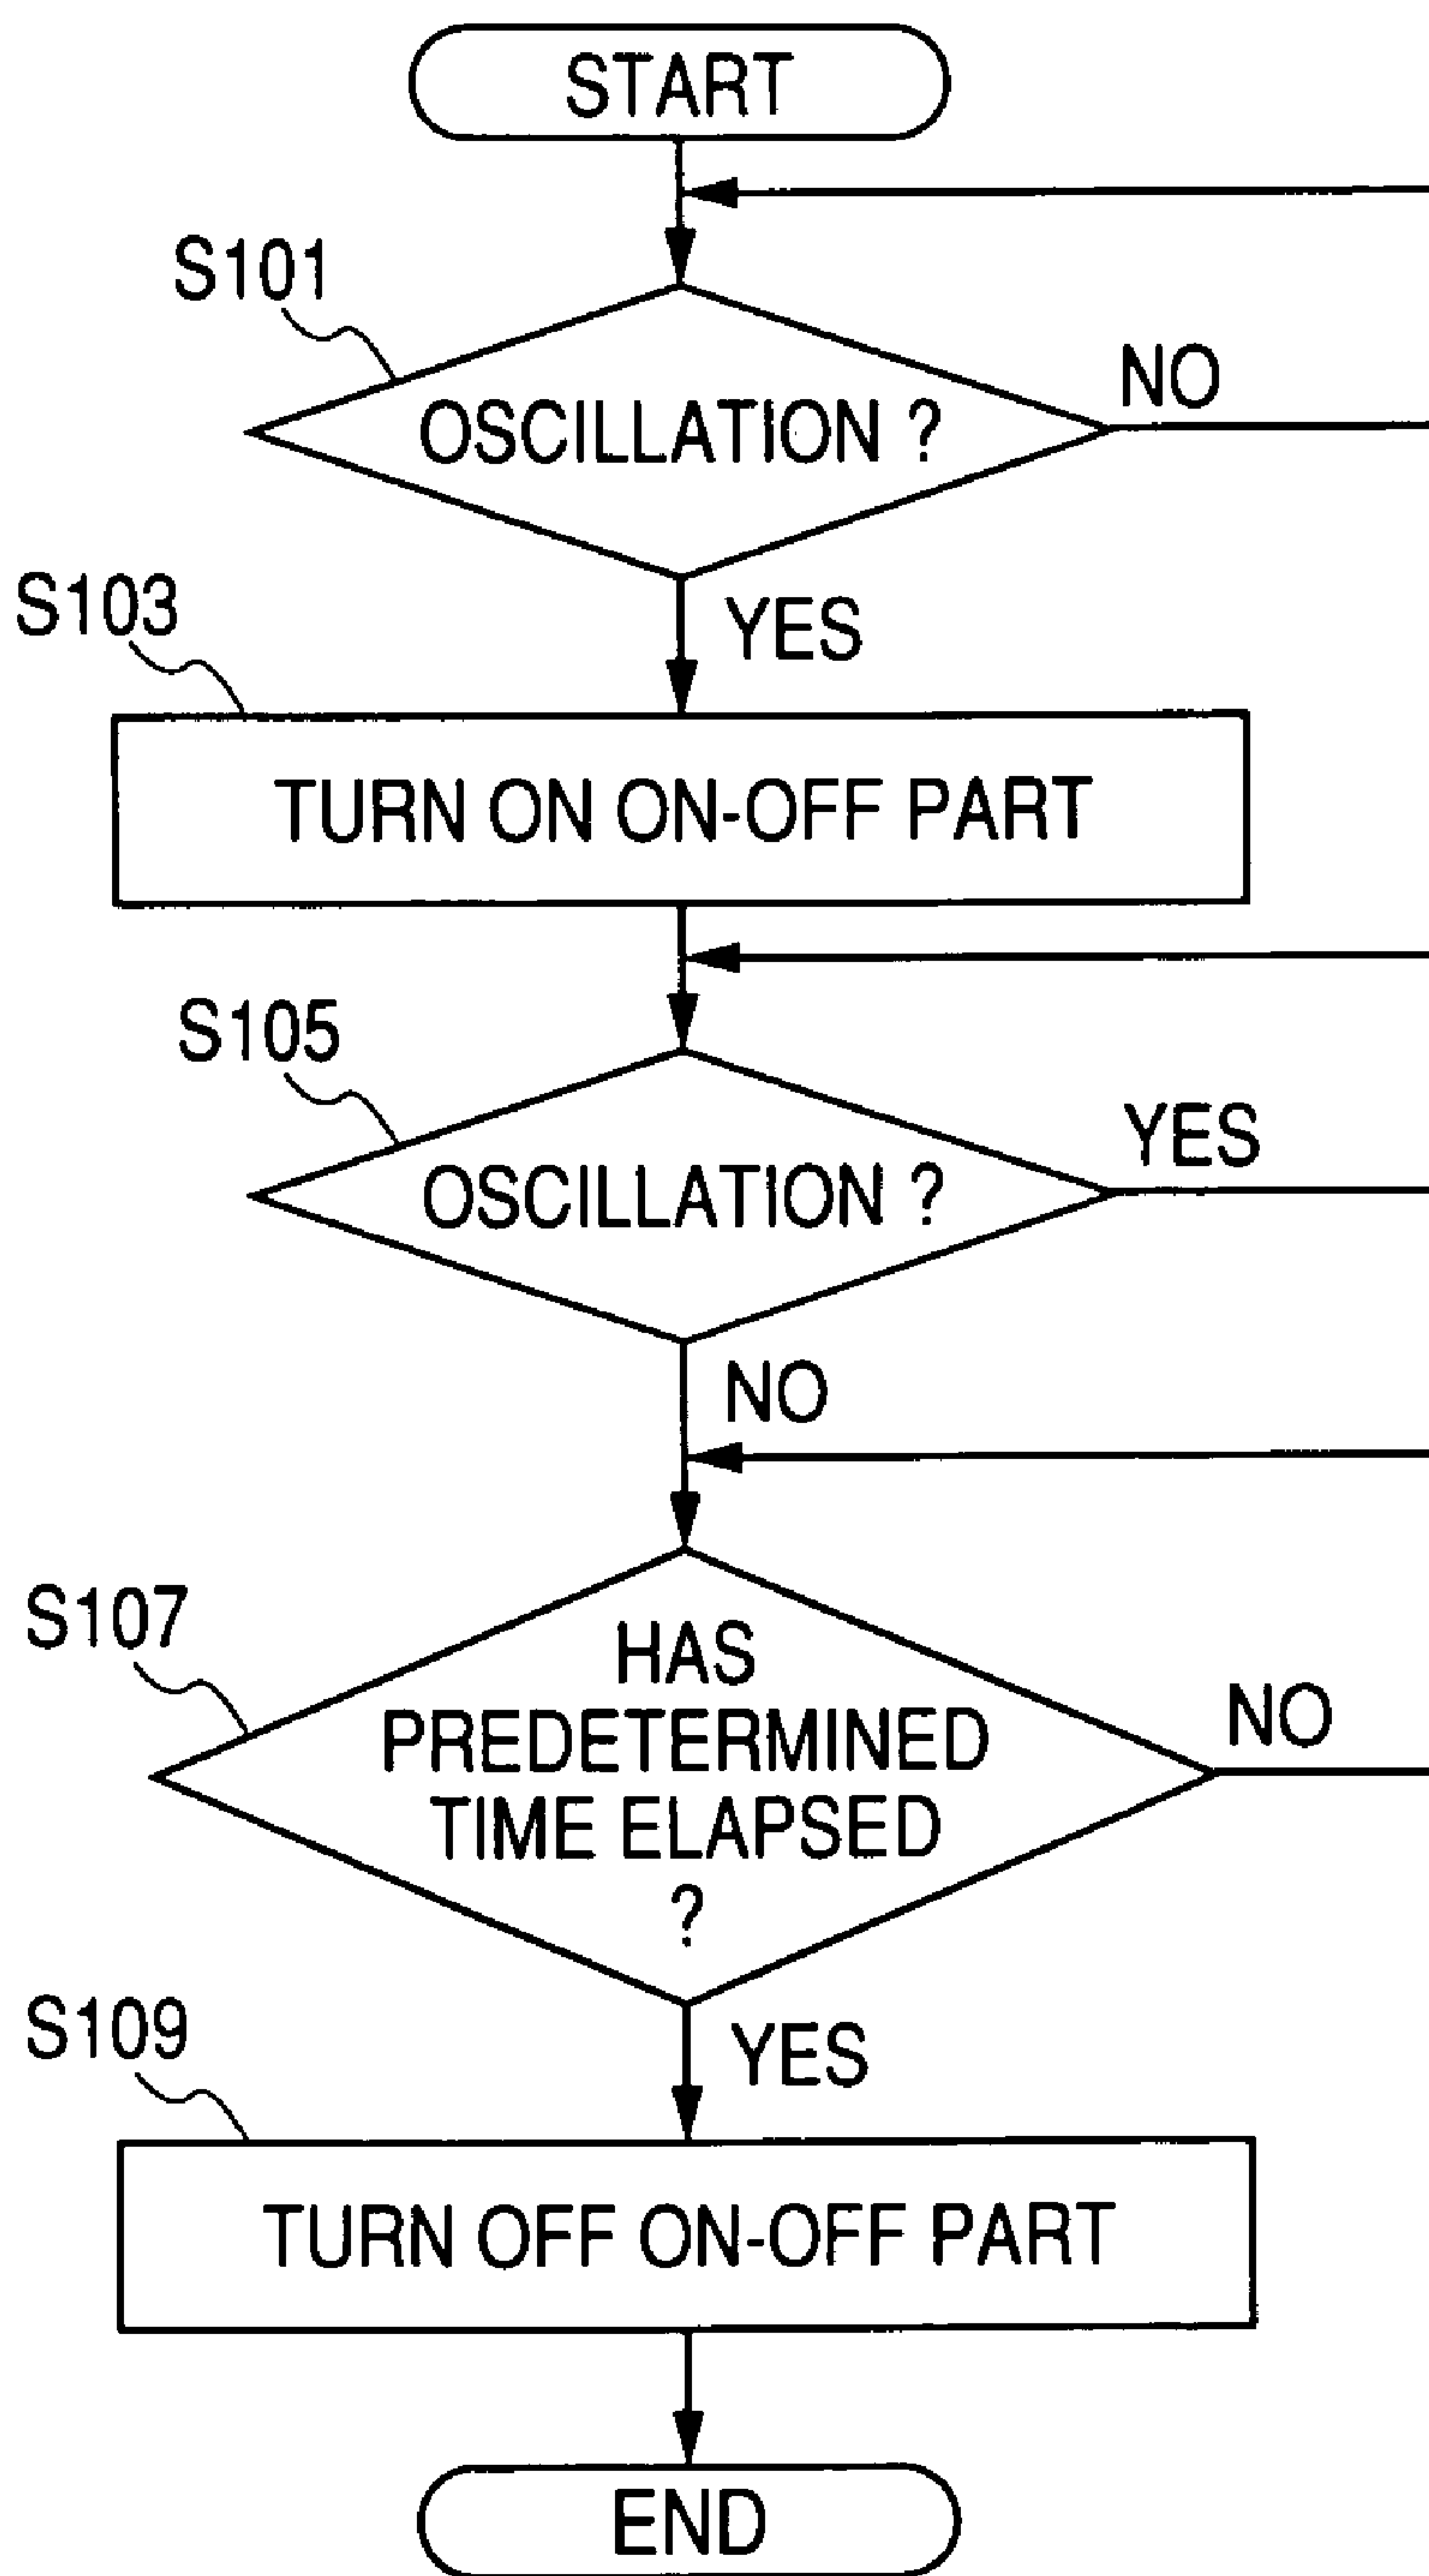 START
S101
OSCILLATION ?
NO
YES
S103
TURN ON ON-OFF PART
S105
OSCILLATION ?
YES
NO
S107
HAS
PREDETERMINED
TIME ELAPSED
?
NO
YES
S109
TURN OFF ON-OFF PART
END